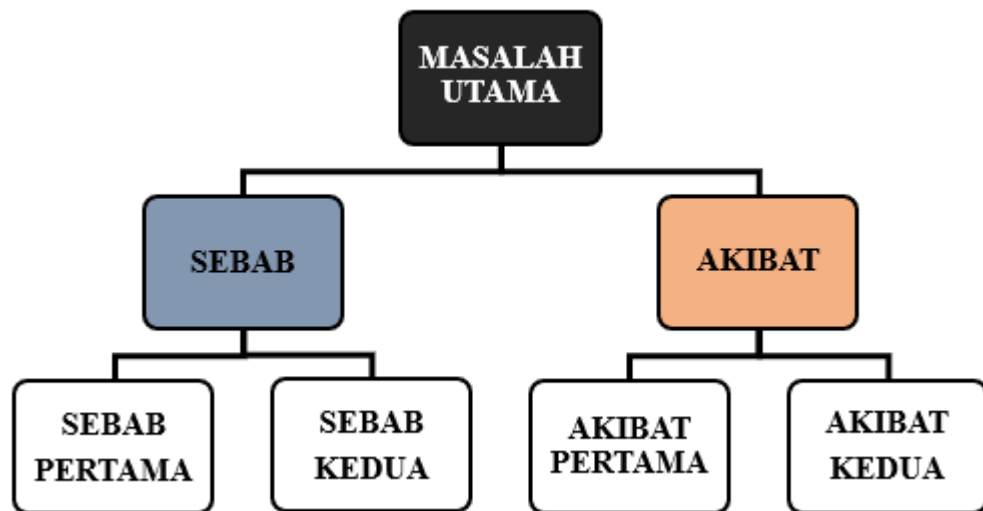 MASALAH
UTAMA
SEBAB
AKIBAT
SEBAB
PERTAMA
SEBAB
KEDUA
AKIBAT
PERTAMA
AKIBAT
KEDUA